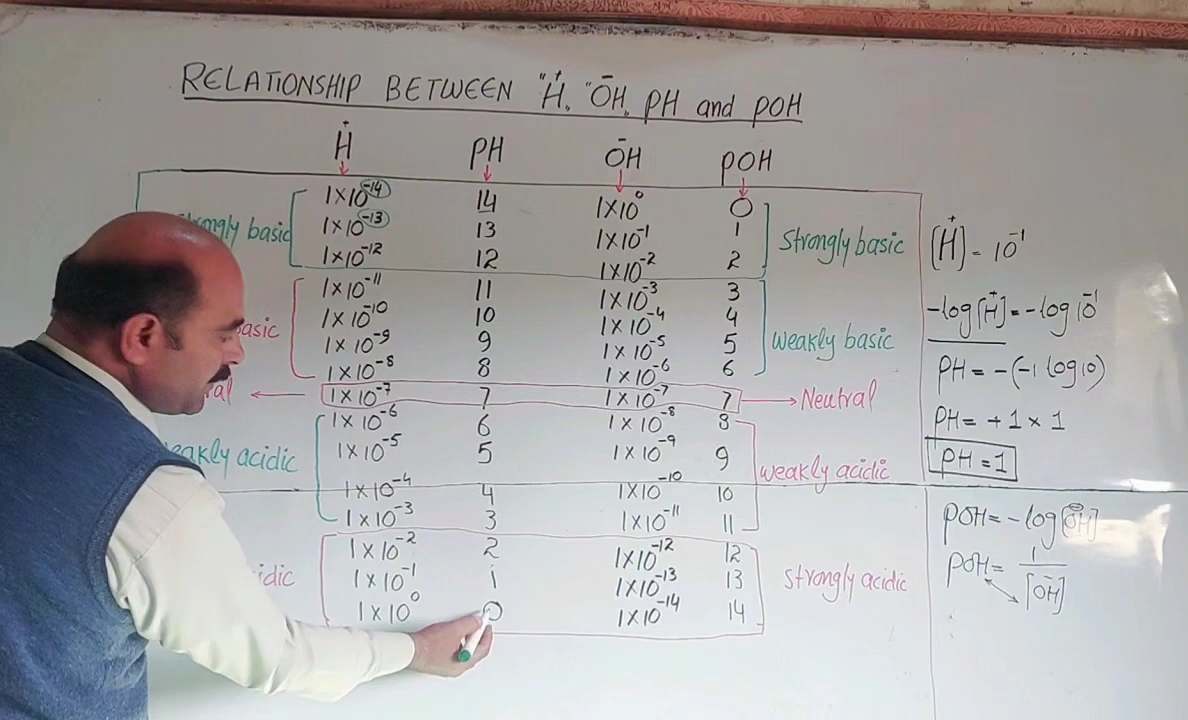 RELATIONSHIP BETWEEN "H⁺", "OH⁻", PH and POH
H⁺ PH OH⁻ POH
1×10⁻¹⁴ 14 1×10⁰ 0
basic 1×10⁻¹³ 13 1×10⁻¹ 1 Strongly basic
1×10⁻¹² 12 1×10⁻² 2
1×10⁻¹¹ 11 1×10⁻³ 3
1×10⁻¹⁰ 10 1×10⁻⁴ 4
basic 1×10⁻⁹ 9 1×10⁻⁵ 5 weakly basic
1×10⁻⁸ 8 1×10⁻⁶ 6
1×10⁻⁷ 7 1×10⁻⁷ 7 Neutral
1×10⁻⁶ 6 1×10⁻⁸ 8
acidic 1×10⁻⁵ 5 1×10⁻⁹ 9 weakly acidic
1×10⁻⁴ 4 1×10⁻¹⁰ 10
1×10⁻³ 3 1×10⁻¹¹ 11
1×10⁻² 2 1×10⁻¹² 12
1×10⁻¹ 1 1×10⁻¹³ 13 Strongly acidic
1×10⁰ 0 1×10⁻¹⁴ 14
[H⁺] = 10⁻¹
-log[H⁺] = -log 10⁻¹
PH = -(-1 log10)
PH = +1 × 1
PH = 1
POH = -log[OH⁻]
POH = 1/[OH⁻]